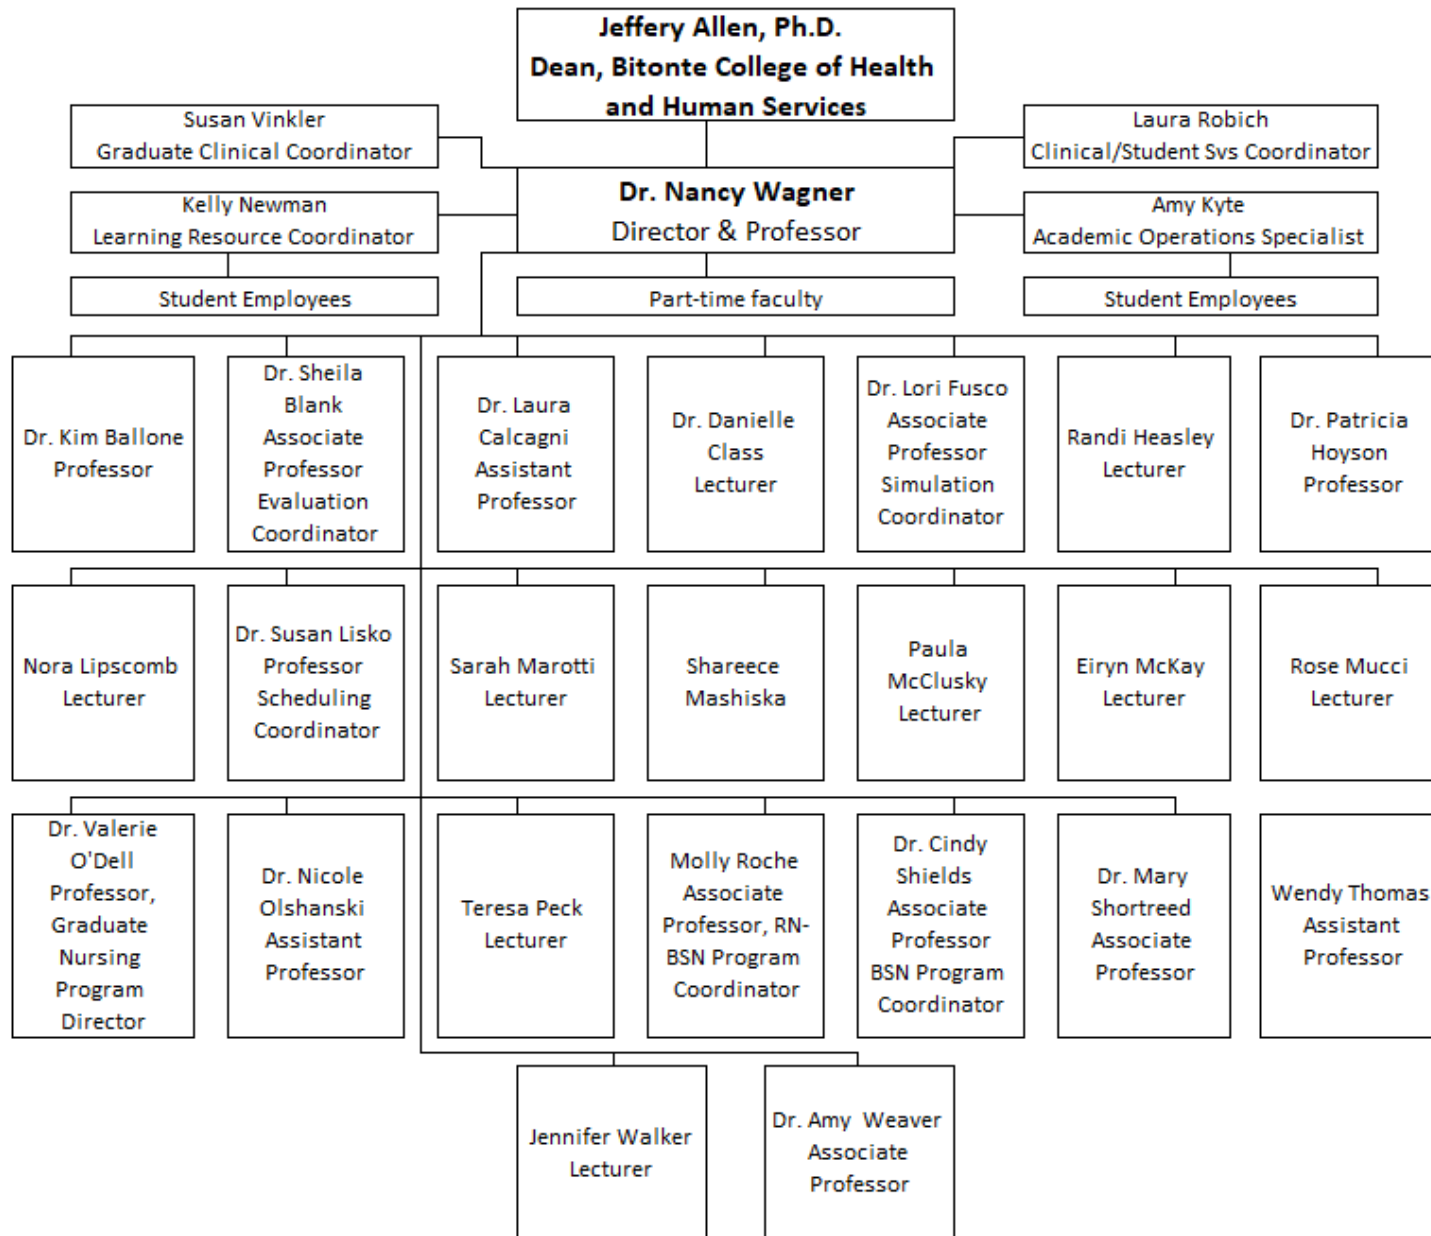 Jeffery Allen, Ph.D.
Dean, Bitonte College of Health
and Human Services
Susan Vinkler
Graduate Clinical Coordinator
Laura Robich
Clinical/Student Svs Coordinator
Dr. Nancy Wagner
Director & Professor
Kelly Newman
Learning Resource Coordinator
Amy Kyte
Academic Operations Specialist
Student Employees
Part-time faculty
Student Employees
Dr. Kim Ballone
Professor
Dr. Sheila
Blank
Associate
Professor
Evaluation
Coordinator
Dr. Laura
Calcagni
Assistant
Professor
Dr. Danielle
Class
Lecturer
Dr. Lori Fusco
Associate
Professor
Simulation
Coordinator
Randi Heasley
Lecturer
Dr. Patricia
Hoyson
Professor
Nora Lipscomb
Lecturer
Dr. Susan Lisko
Professor
Scheduling
Coordinator
Sarah Marotti
Lecturer
Shareece
Mashiska
Paula
McClusky
Lecturer
Eiryn McKay
Lecturer
Rose Mucci
Lecturer
Dr. Valerie
O'Dell
Professor,
Graduate
Nursing
Program
Director
Dr. Nicole
Olshanski
Assistant
Professor
Teresa Peck
Lecturer
Molly Roche
Associate
Professor, RN-
BSN Program
Coordinator
Dr. Cindy
Shields
Associate
Professor
BSN Program
Coordinator
Dr. Mary
Shortreed
Associate
Professor
Wendy Thomas
Assistant
Professor
Jennifer Walker
Lecturer
Dr. Amy  Weaver
Associate
Professor